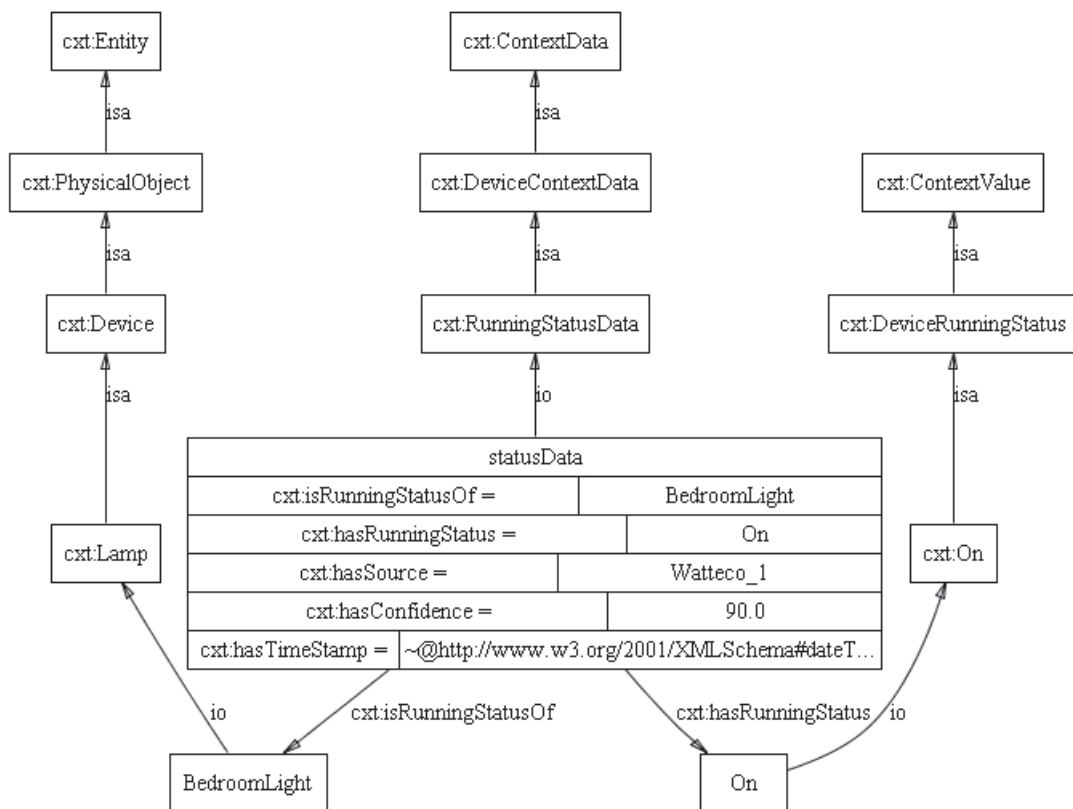 cxt:Entity
cxt:ContextData
isa
isa
cxt:PhysicalObject
cxt:DeviceContextData
cxt:ContextValue
isa
isa
isa
cxt:Device
cxt:RunningStatusData
cxt:DeviceRunningStatus
isa
io
isa
statusData
cxt:isRunningStatusOf = BedroomLight
cxt:hasRunningStatus = On
cxt:Lamp
cxt:On
cxt:hasSource = Watteco_1
cxt:hasConfidence = 90.0
cxt:hasTimeStamp = ~@http://www.w3.org/2001/XMLSchema#dateT...
io
cxt:isRunningStatusOf
cxt:hasRunningStatus
io
BedroomLight
On